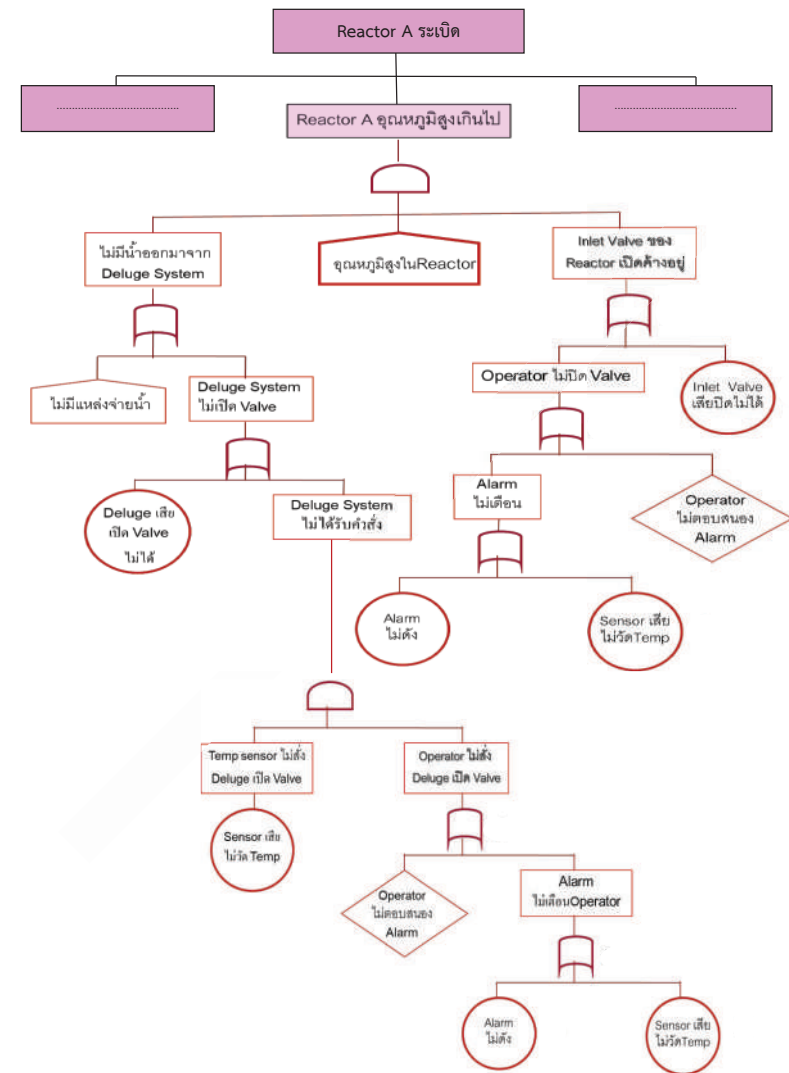 Reactor A ระเบิด
........................................
........................................
Reactor A อุณหภูมิสูงเกินไป
ไม่มีน้ำออกมาจาก
Deluge System
อุณหภูมิสูงในReactor
Inlet Valve ของ
Reactor เปิดค้างอยู่
ไม่มีแหล่งจ่ายน้ำ
Deluge System
ไม่เปิด Valve
Operator ไม่ปิด Valve
Inlet Valve
เสียปิดไม่ได้
Deluge เสีย
เปิด Valve
ไม่ได้
Deluge System
ไม่ได้รับคำสั่ง
Alarm
ไม่เตือน
Operator
ไม่ตอบสนอง
Alarm
Alarm
ไม่ดัง
Sensor เสีย
ไม่วัดTemp
Temp sensor ไม่สั่ง
Deluge เปิด Valve
Operator ไม่สั่ง
Deluge เปิด Valve
Sensor เสีย
ไม่วัด Temp
Operator
ไม่ตอบสนอง
Alarm
Alarm
ไม่เตือนOperator
Alarm
ไม่ดัง
Sensor เสีย
ไม่วัดTemp